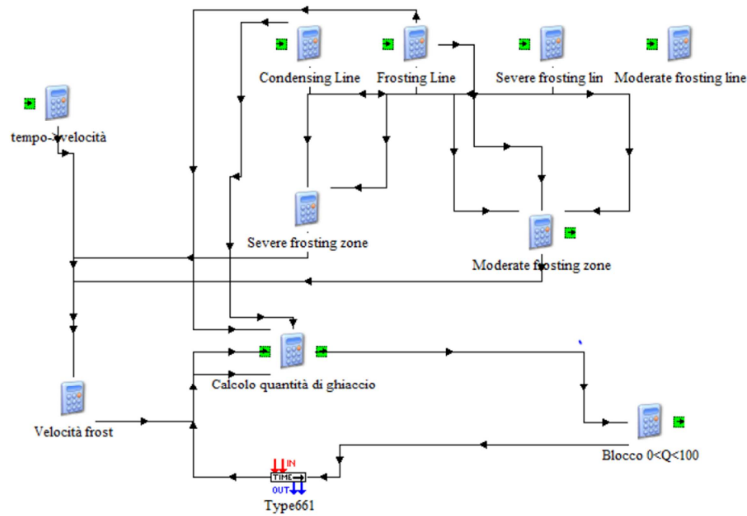 Condensing Line
Frosting Line
Severe frosting lin
Moderate frosting line
tempo->velocità
Severe frosting zone
Moderate frosting zone
Calcolo quantità di ghiaccio
Velocità frost
Blocco 0<Q<100
IN
TIME
OUT
Type661